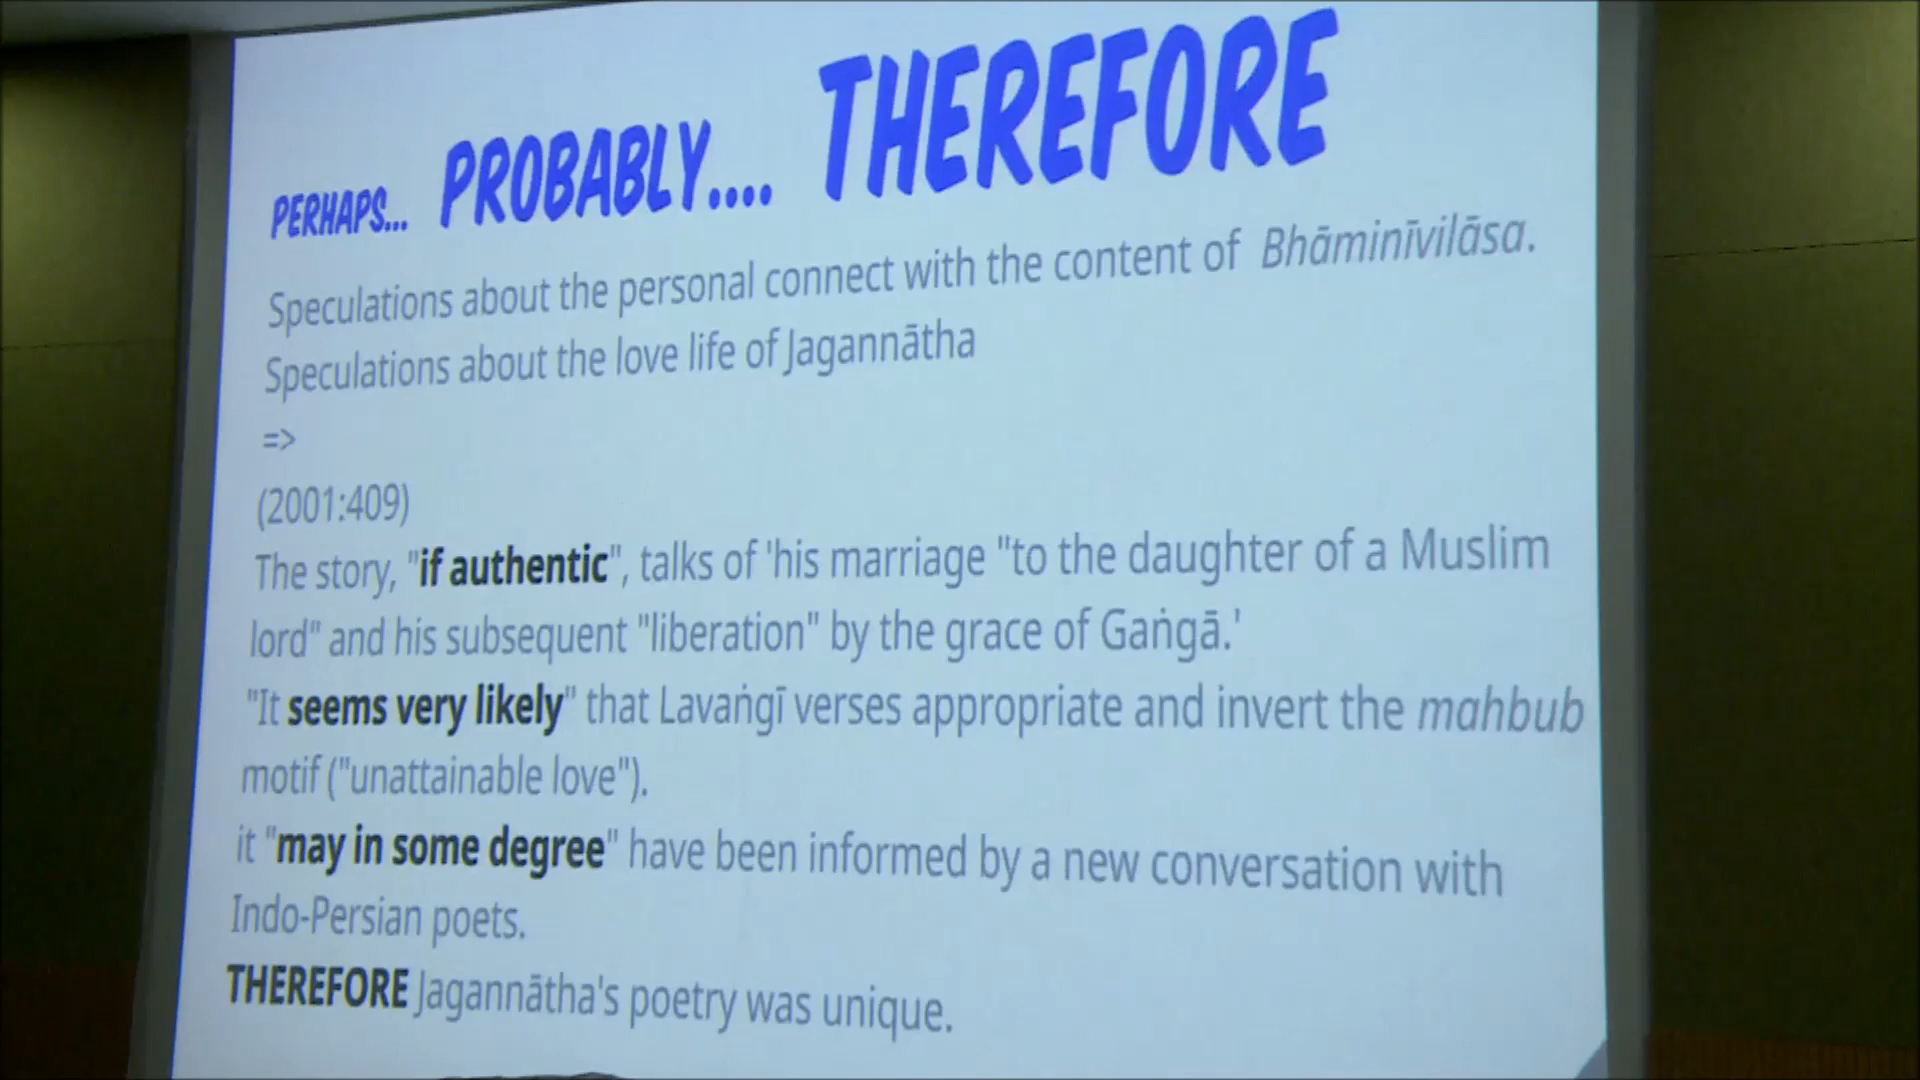 PERHAPS... PROBABLY.... THEREFORE
Speculations about the personal connect with the content of Bhāminīvilāsa.
Speculations about the love life of Jagannātha
=>
(2001:409)
The story, "if authentic", talks of 'his marriage "to the daughter of a Muslim
lord" and his subsequent "liberation" by the grace of Gaṅgā.'
"It seems very likely" that Lavaṅgī verses appropriate and invert the mahbub
motif ("unattainable love").
it "may in some degree" have been informed by a new conversation with
Indo-Persian poets.
THEREFORE Jagannātha's poetry was unique.